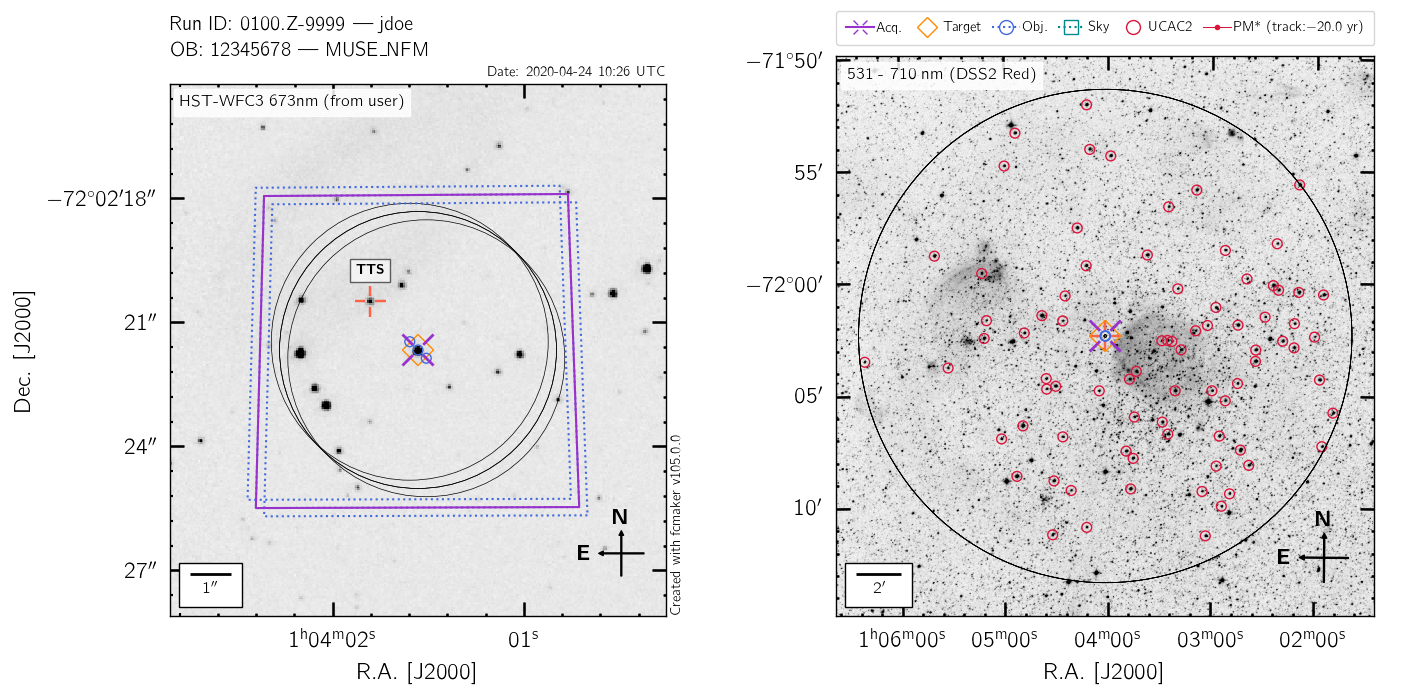 Run ID: 0100.Z-9999 — jdoe
OB: 12345678 — MUSE_NFM
Date: 2020-04-24 10:26 UTC
HST-WFC3 673nm (from user)
−72°02′18″
21″
24″
27″
Dec. [J2000]
TTS
N
E
1″
Created with fcmaker v105.0.0
1ʰ04ᵐ02ˢ
01ˢ
R.A. [J2000]
Acq.
Target
Obj.
Sky
UCAC2
PM* (track:−20.0 yr)
531 - 710 nm (DSS2 Red)
−71°50′
55′
−72°00′
05′
10′
N
E
2′
1ʰ06ᵐ00ˢ
05ᵐ00ˢ
04ᵐ00ˢ
03ᵐ00ˢ
02ᵐ00ˢ
R.A. [J2000]